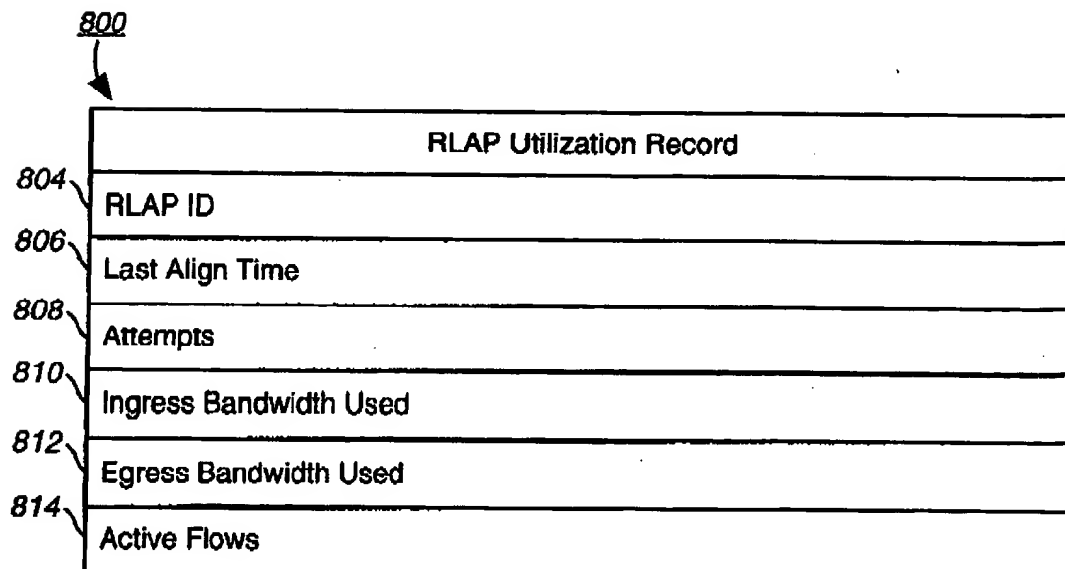 800
RLAP Utilization Record
804
RLAP ID
806
Last Align Time
808
Attempts
810
Ingress Bandwidth Used
812
Egress Bandwidth Used
814
Active Flows